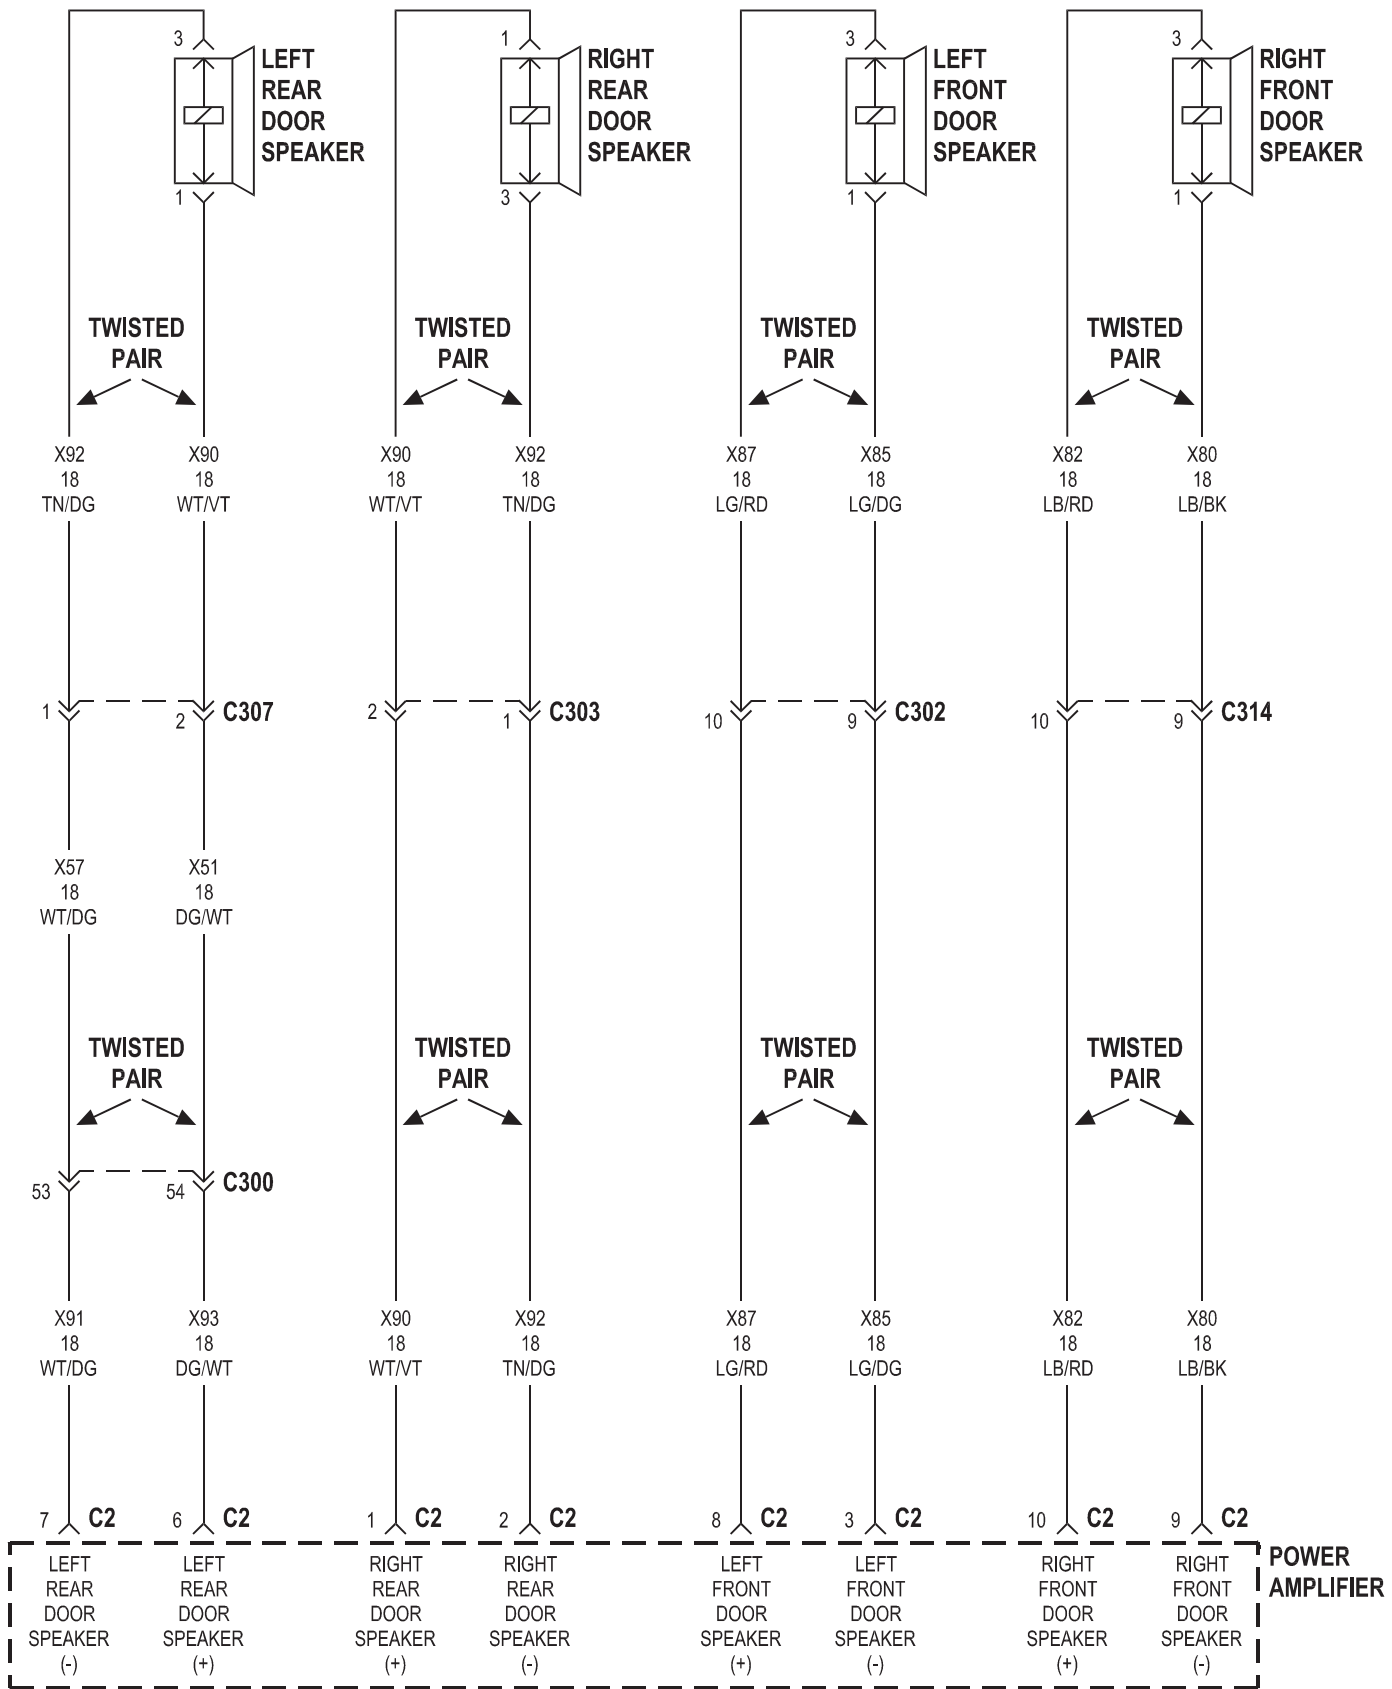 3
LEFT
REAR
DOOR
SPEAKER
1
1
RIGHT
REAR
DOOR
SPEAKER
3
3
LEFT
FRONT
DOOR
SPEAKER
1
3
RIGHT
FRONT
DOOR
SPEAKER
1
TWISTED
PAIR
TWISTED
PAIR
TWISTED
PAIR
TWISTED
PAIR
X92
18
TN/DG
X90
18
WT/VT
X90
18
WT/VT
X92
18
TN/DG
X87
18
LG/RD
X85
18
LG/DG
X82
18
LB/RD
X80
18
LB/BK
1
2
C307
2
1
C303
10
9
C302
10
9
C314
X57
18
WT/DG
X51
18
DG/WT
TWISTED
PAIR
TWISTED
PAIR
TWISTED
PAIR
TWISTED
PAIR
53
54
C300
X91
18
WT/DG
X93
18
DG/WT
X90
18
WT/VT
X92
18
TN/DG
X87
18
LG/RD
X85
18
LG/DG
X82
18
LB/RD
X80
18
LB/BK
7 C2
6 C2
1 C2
2 C2
8 C2
3 C2
10 C2
9 C2
LEFT
REAR
DOOR
SPEAKER
(-)
LEFT
REAR
DOOR
SPEAKER
(+)
RIGHT
REAR
DOOR
SPEAKER
(+)
RIGHT
REAR
DOOR
SPEAKER
(-)
LEFT
FRONT
DOOR
SPEAKER
(+)
LEFT
FRONT
DOOR
SPEAKER
(-)
RIGHT
FRONT
DOOR
SPEAKER
(+)
RIGHT
FRONT
DOOR
SPEAKER
(-)
POWER
AMPLIFIER